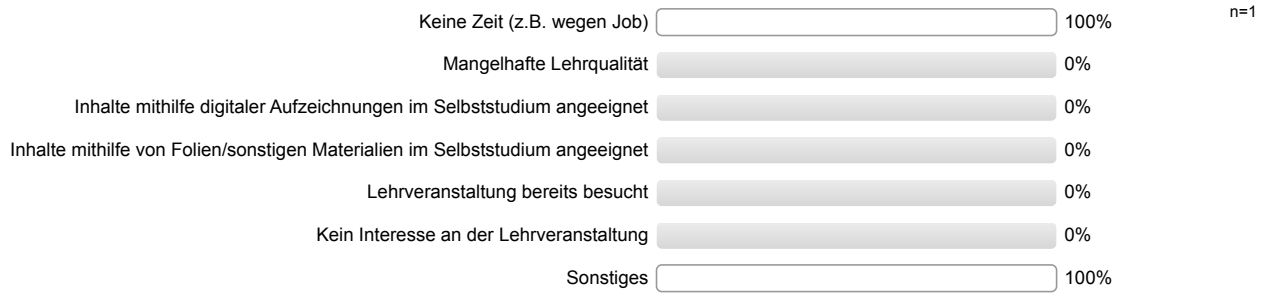 Keine Zeit (z.B. wegen Job) 100% n=1
Mangelhafte Lehrqualität 0%
Inhalte mithilfe digitaler Aufzeichnungen im Selbststudium angeeignet 0%
Inhalte mithilfe von Folien/sonstigen Materialien im Selbststudium angeeignet 0%
Lehrveranstaltung bereits besucht 0%
Kein Interesse an der Lehrveranstaltung 0%
Sonstiges 100%